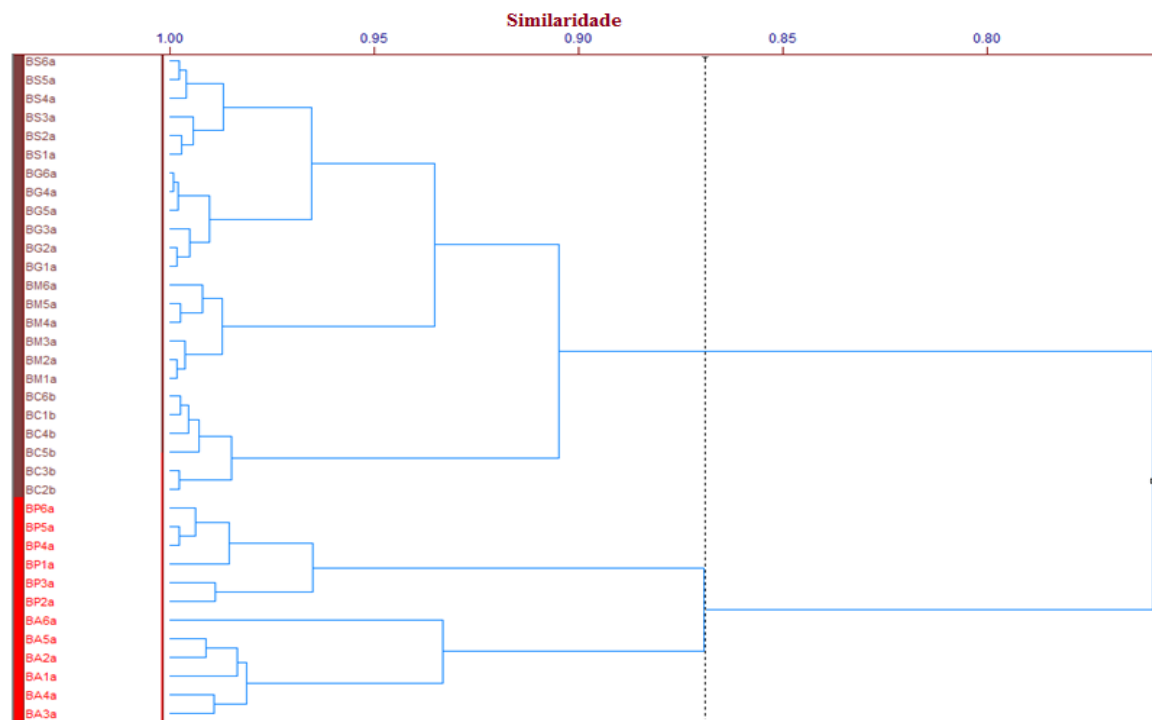 Similaridade
1.00 0.95 0.90 0.85 0.80
BS6a
BS5a
BS4a
BS3a
BS2a
BS1a
BG6a
BG4a
BG5a
BG3a
BG2a
BG1a
BM6a
BM5a
BM4a
BM3a
BM2a
BM1a
BC6b
BC1b
BC4b
BC5b
BC3b
BC2b
BP6a
BP5a
BP4a
BP1a
BP3a
BP2a
BA6a
BA5a
BA2a
BA1a
BA4a
BA3a